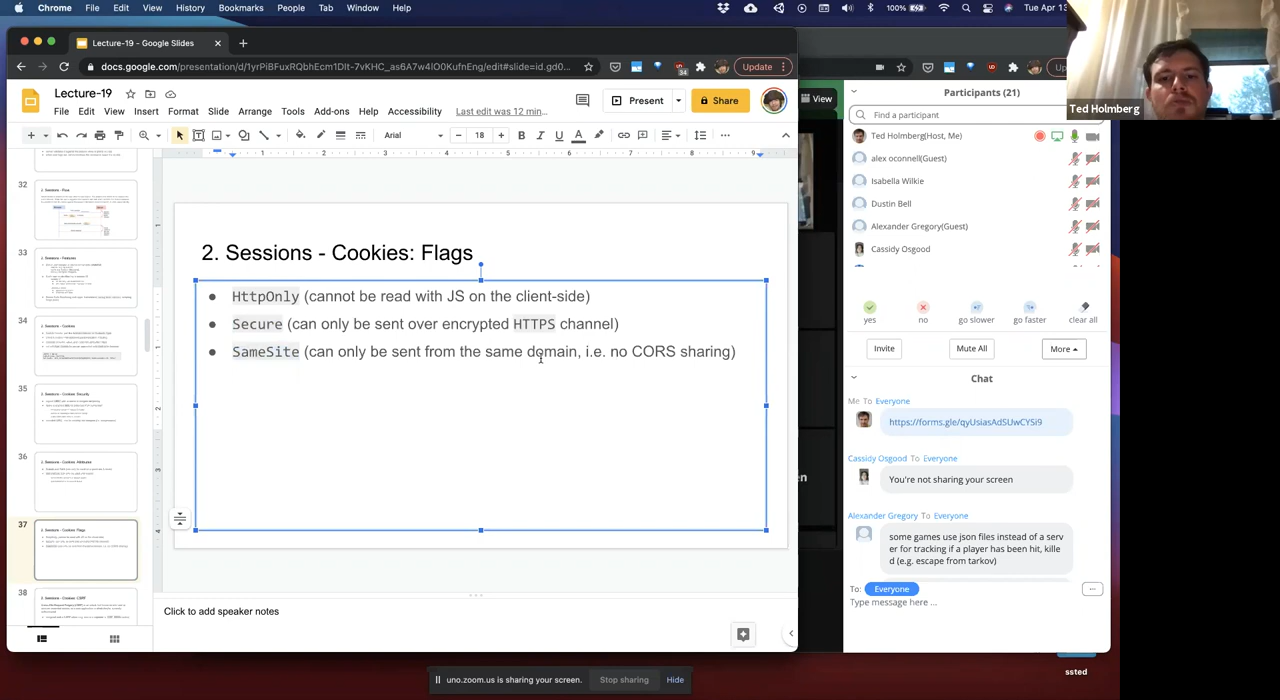 Chrome File Edit View History Bookmarks People Tab Window Help 100% Tue Apr 13
Lecture-19 - Google Slides
docs.google.com/presentation/d/1yrPiBFuxRQbhEcm1DIt-7vKHC_as6A7w4lO0KufnEng/edit#slide=id.gd0...
34
Update
Lecture-19
File Edit View Insert Format Slide Arrange Tools Add-ons Help Accessibility Last edit was 12 min...
Present
Share
Arial
18
32
33
34
35
36
37
38
2. Sessions - Cookies: Flags
HttpOnly (cannot be read with JS on the client-side)
Secure (can only be sent over encrypted HTTPS channel)
SameSite (can only be sent from the same domain, i.e. no CORS sharing)
Click to add speaker notes
uno.zoom.us is sharing your screen. Stop sharing Hide
View
Participants (21)
Find a participant
Ted Holmberg(Host, Me)
alex oconnell(Guest)
Isabella Wilkie
Dustin Bell
Alexander Gregory(Guest)
Cassidy Osgood
yes no go slower go faster clear all
Invite Mute All More
Chat
Me To Everyone
https://forms.gle/qyUsiasAdSUwCYSi9
Cassidy Osgood To Everyone
You're not sharing your screen
Alexander Gregory To Everyone
some games use json files instead of a serv
er for tracking if a player has been hit, kille
d (e.g. escape from tarkov)
To: Everyone
Type message here ...
Ted Holmberg
ssted